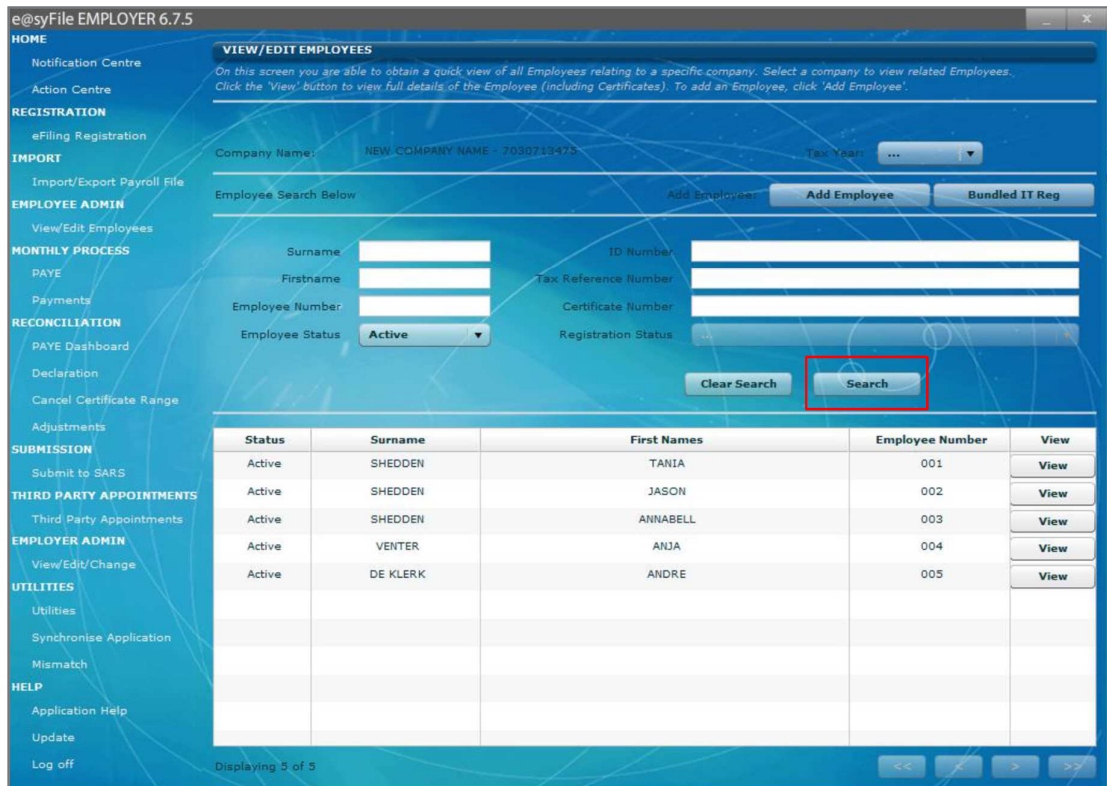 e@syFile EMPLOYER 6.7.5
HOME
Notification Centre
Action Centre
REGISTRATION
eFiling Registration
IMPORT
Import/Export Payroll File
EMPLOYEE ADMIN
View/Edit Employees
MONTHLY PROCESS
PAYE
Payments
RECONCILIATION
PAYE Dashboard
Declaration
Cancel Certificate Range
Adjustments
SUBMISSION
Submit to SARS
THIRD PARTY APPOINTMENTS
Third Party Appointments
EMPLOYER ADMIN
View/Edit/Change
UTILITIES
Utilities
Synchronise Application
Mismatch
HELP
Application Help
Update
Log off
VIEW/EDIT EMPLOYEES
On this screen you are able to obtain a quick view of all Employees relating to a specific company. Select a company to view related Employees.
Click the 'View' button to view full details of the Employee (including Certificates). To add an Employee, click 'Add Employee'.
Company Name: NEW COMPANY NAME - 7030713475 Tax Year: ...
Employee Search Below Add Employee: Add Employee Bundled IT Reg
Surname ID Number
Firstname Tax Reference Number
Employee Number Certificate Number
Employee Status Active Registration Status ...
Clear Search Search
Status Surname First Names Employee Number View
Active SHEDDEN TANIA 001 View
Active SHEDDEN JASON 002 View
Active SHEDDEN ANNABELL 003 View
Active VENTER ANJA 004 View
Active DE KLERK ANDRE 005 View
Displaying 5 of 5 << < > >>